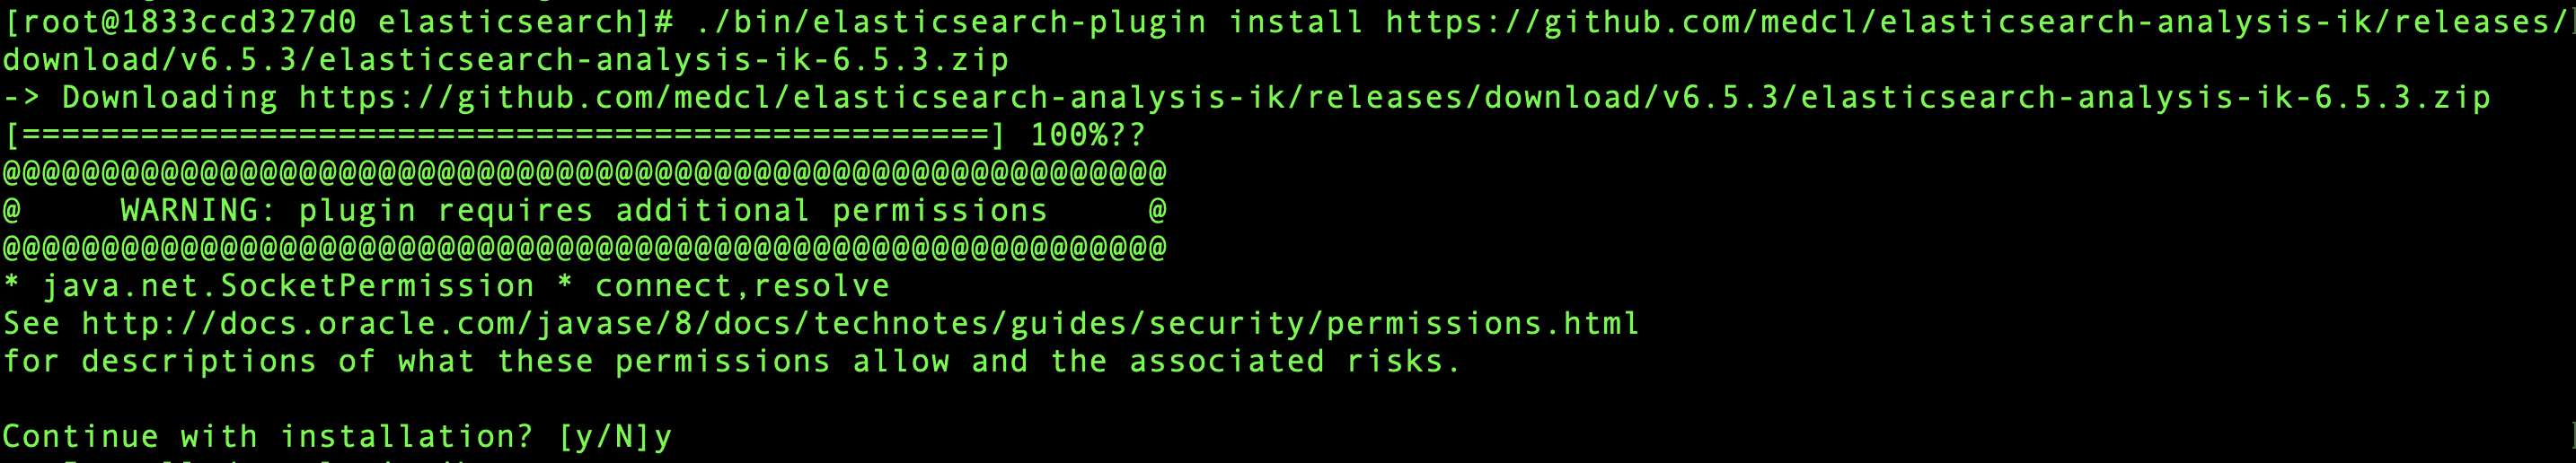 [root@1833ccd327d0 elasticsearch]# ./bin/elasticsearch-plugin install https://github.com/medcl/elasticsearch-analysis-ik/releases/
download/v6.5.3/elasticsearch-analysis-ik-6.5.3.zip
-> Downloading https://github.com/medcl/elasticsearch-analysis-ik/releases/download/v6.5.3/elasticsearch-analysis-ik-6.5.3.zip
[=================================================] 100%??
@@@@@@@@@@@@@@@@@@@@@@@@@@@@@@@@@@@@@@@@@@@@@@@@@@@@@@@@@@@
@     WARNING: plugin requires additional permissions     @
@@@@@@@@@@@@@@@@@@@@@@@@@@@@@@@@@@@@@@@@@@@@@@@@@@@@@@@@@@@
* java.net.SocketPermission * connect,resolve
See http://docs.oracle.com/javase/8/docs/technotes/guides/security/permissions.html
for descriptions of what these permissions allow and the associated risks.
Continue with installation? [y/N]y